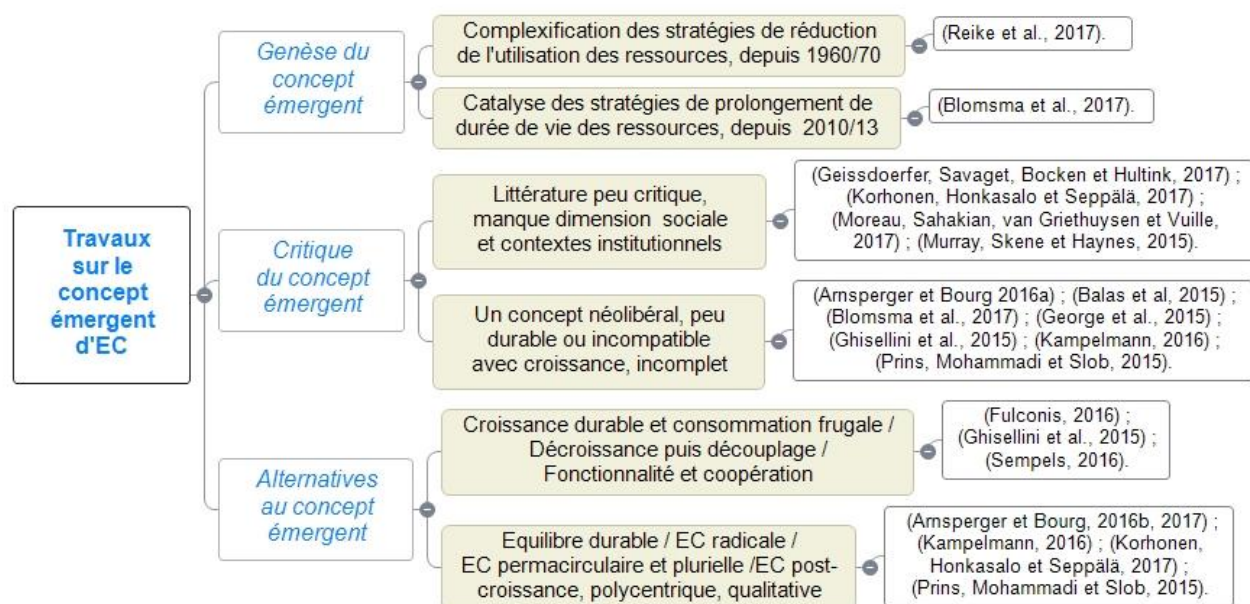 Travaux
sur le
concept
émergent
d'EC
Genèse du
concept
émergent
Complexification des stratégies de réduction
de l'utilisation des ressources, depuis 1960/70
(Reike et al., 2017).
Catalyse des stratégies de prolongement de
durée de vie des ressources, depuis 2010/13
(Blomsma et al., 2017).
Critique
du concept
émergent
Littérature peu critique,
manque dimension sociale
et contextes institutionnels
(Geissdoerfer, Savaget, Bocken et Hultink, 2017) ;
(Korhonen, Honkasalo et Seppälä, 2017) ;
(Moreau, Sahakian, van Griethuysen et Vuille,
2017) ; (Murray, Skene et Haynes, 2015).
Un concept néolibéral, peu
durable ou incompatible
avec croissance, incomplet
(Arnsperger et Bourg 2016a) ; (Balas et al, 2015) ;
(Blomsma et al., 2017) ; (George et al., 2015) ;
(Ghisellini et al., 2015) ; (Kampelmann, 2016) ;
(Prins, Mohammadi et Slob, 2015).
Alternatives
au concept
émergent
Croissance durable et consommation frugale /
Décroissance puis découplage /
Fonctionnalité et coopération
(Fulconis, 2016) ;
(Ghisellini et al., 2015) ;
(Sempels, 2016).
Equilibre durable / EC radicale /
EC permacirculaire et plurielle /EC post-
croissance, polycentrique, qualitative
(Arnsperger et Bourg, 2016b, 2017) ;
(Kampelmann, 2016) ; (Korhonen,
Honkasalo et Seppälä, 2017) ;
(Prins, Mohammadi et Slob, 2015).